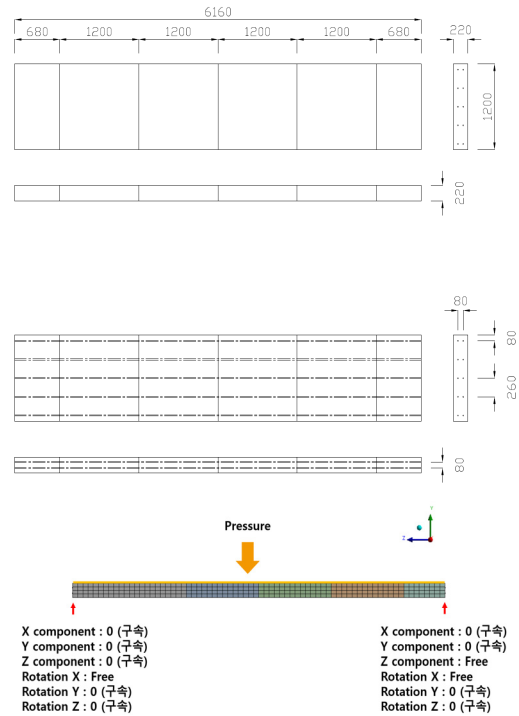 6160
680 1200 1200 1200 1200 680 220
1200
220
80
80
260
80
Pressure
Y
Z
X component : 0 (구속)
Y component : 0 (구속)
Z component : 0 (구속)
Rotation X : Free
Rotation Y : 0 (구속)
Rotation Z : 0 (구속)
X component : 0 (구속)
Y component : 0 (구속)
Z component : Free
Rotation X : Free
Rotation Y : 0 (구속)
Rotation Z : 0 (구속)